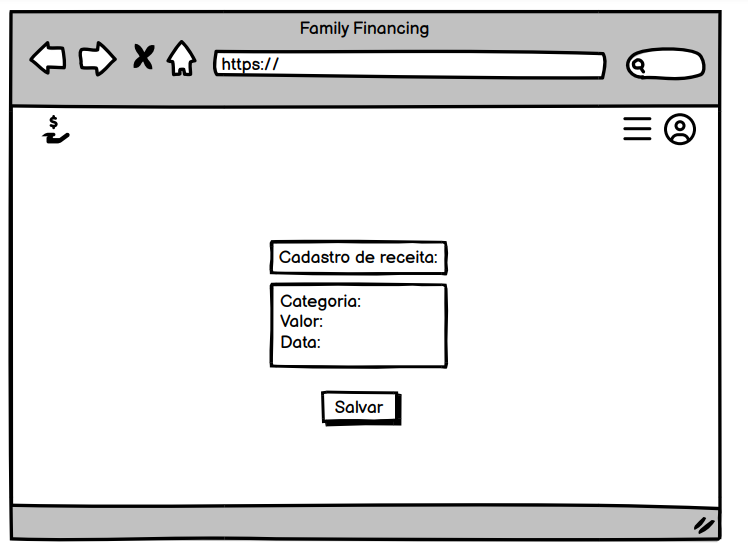 Family Financing
https://
$
Cadastro de receita:
Categoria:
Valor:
Data:
Salvar